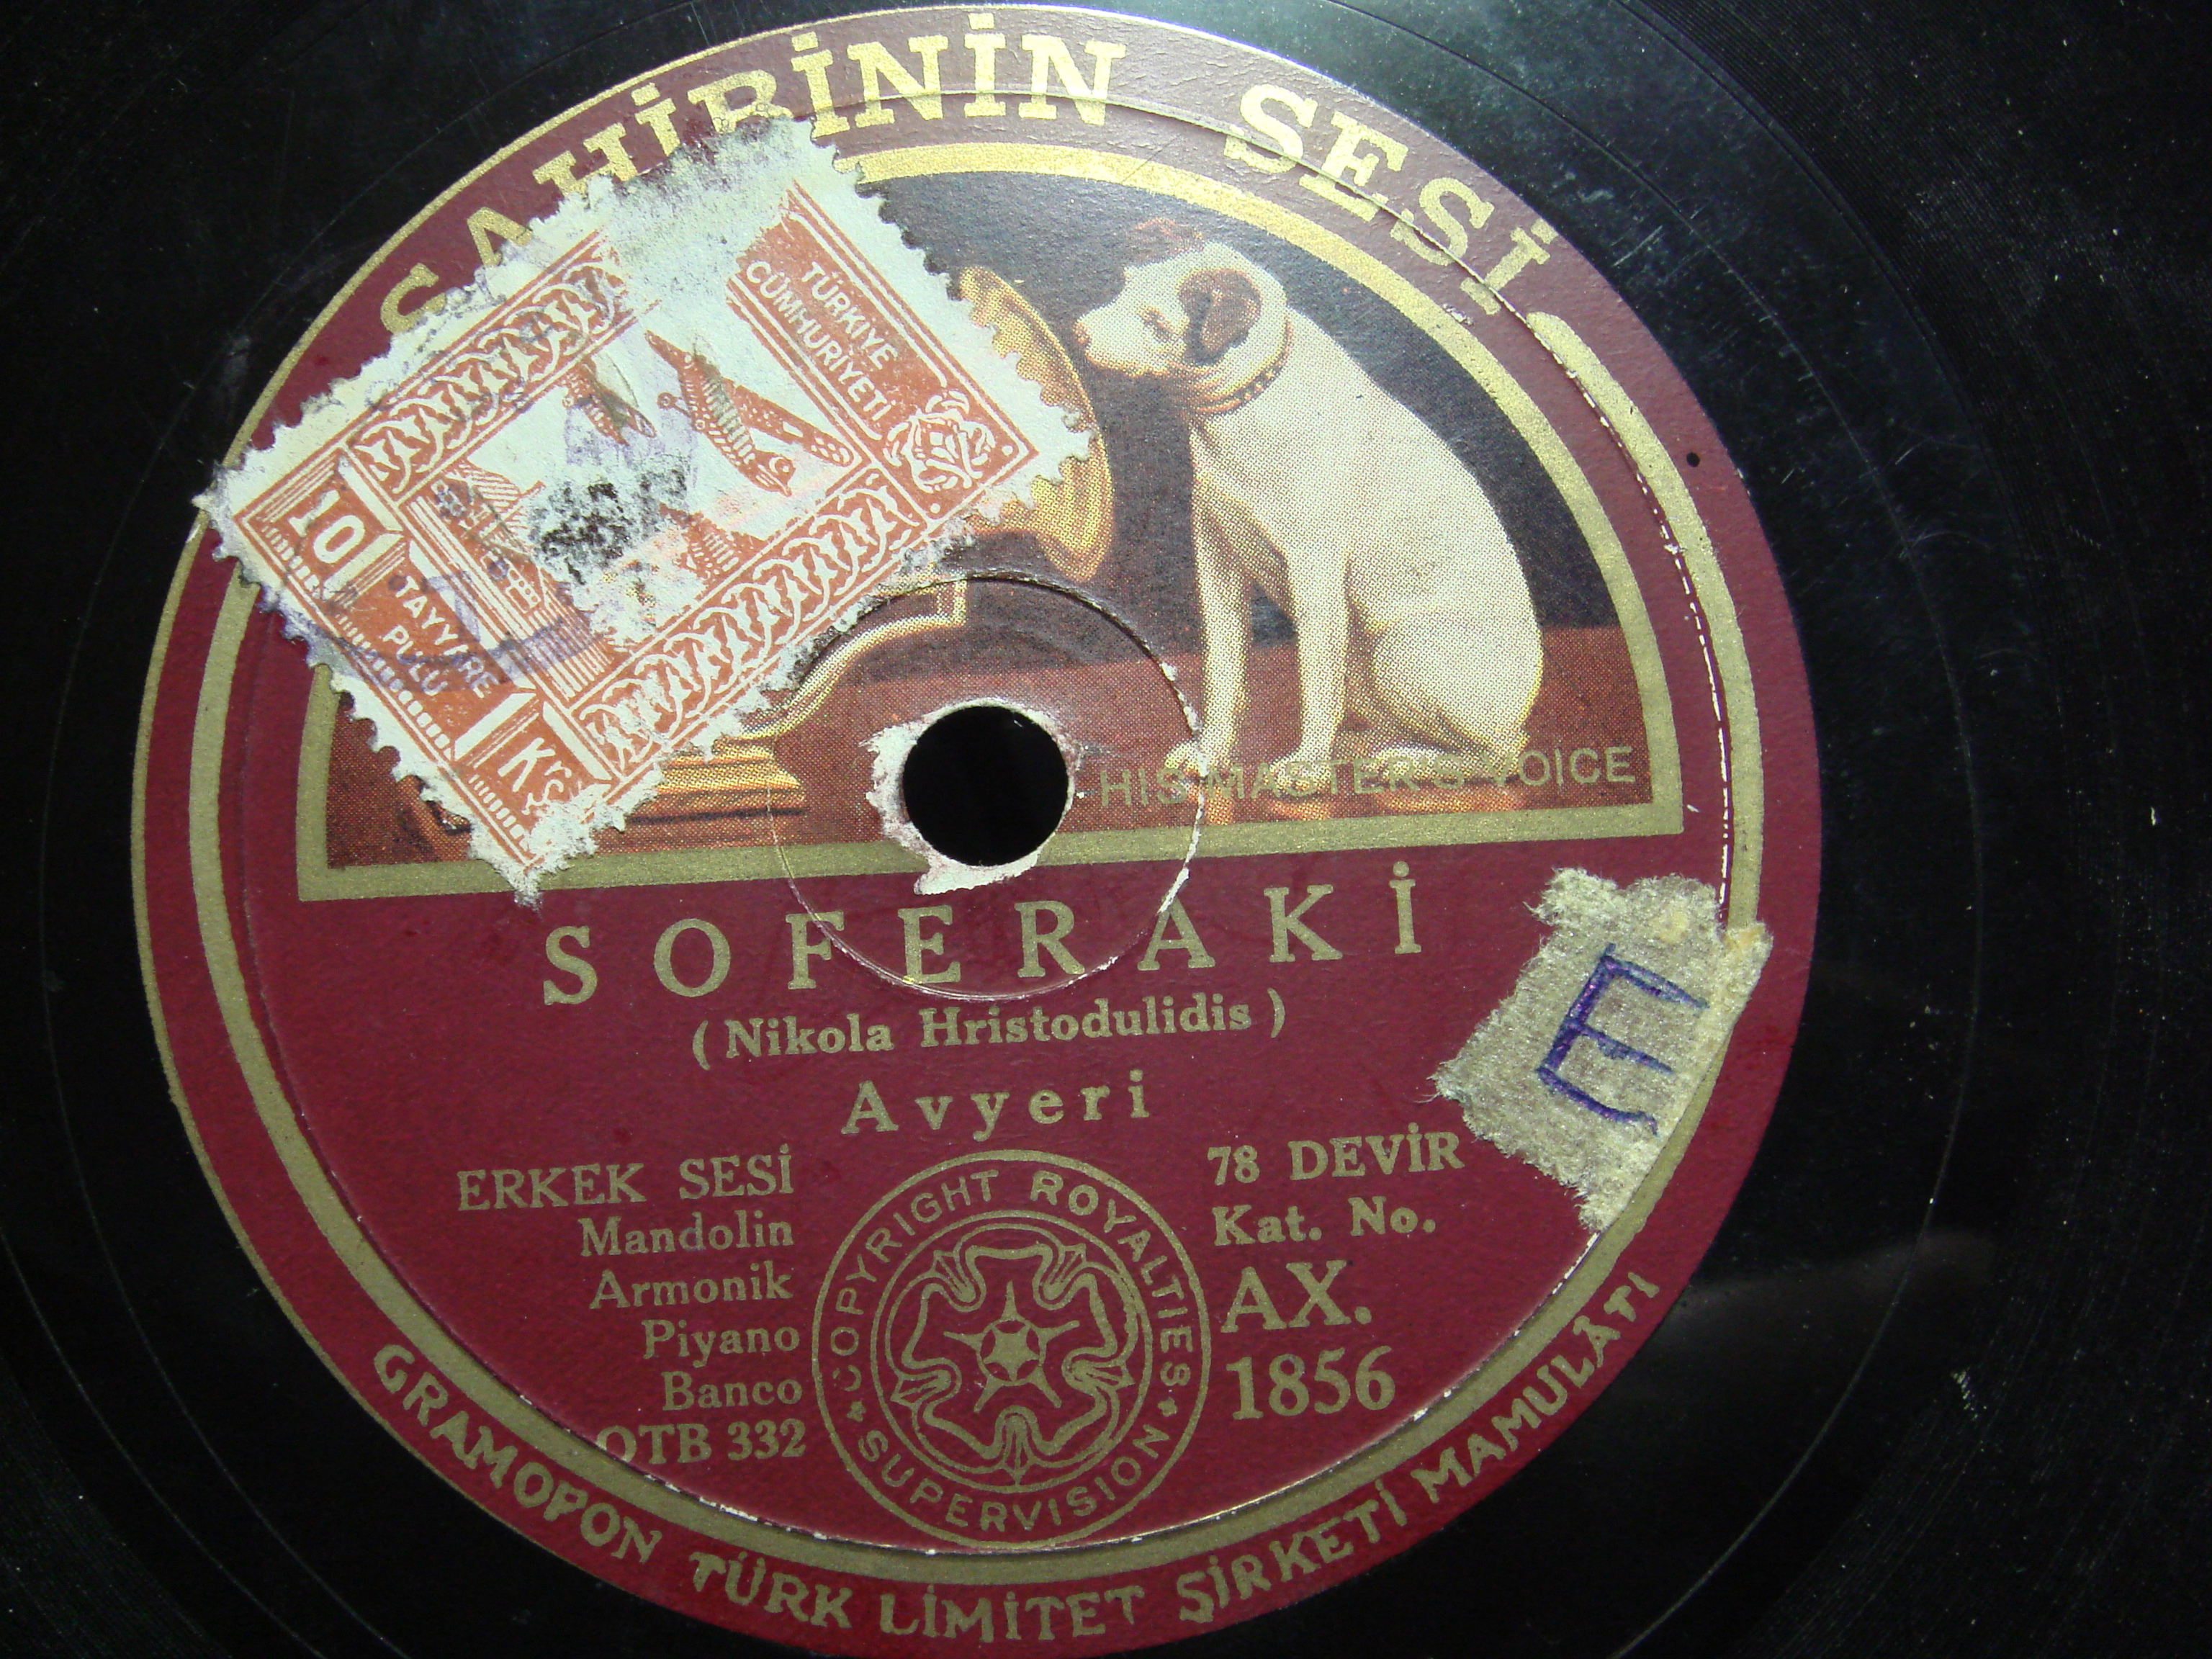 SAHİBİNİN SESİ
TÜRKİYE
CÜMHURİYETİ
10
TAYYARE
PULU
Kr.
HIS MASTER'S VOICE
SOFERAKİ
(Nikola Hristodulidis)
Avyeri
E
ERKEK SESİ
Mandolin
Armonik
Piyano
Banco
OTB 332
COPYRIGHT ROYALTIES
SUPERVISION
78 DEVİR
Kat. No.
AX.
1856
GRAMOFON TÜRK LİMİTET ŞİRKETİ MAMULÂTI